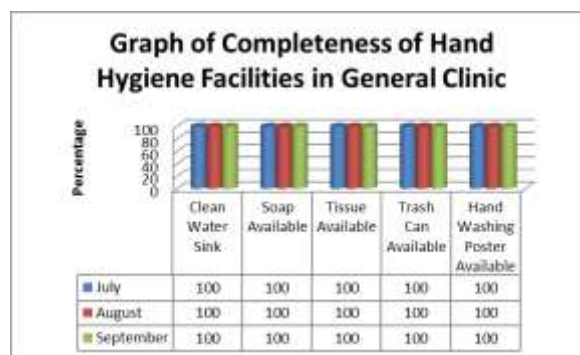 Graph of Completeness of Hand
Hygiene Facilities in General Clinic
Percentage
100
80
60
40
20
0
Clean Water Sink
Soap Available
Tissue Available
Trash Can Available
Hand Washing Poster Available
July 100 100 100 100 100
August 100 100 100 100 100
September 100 100 100 100 100